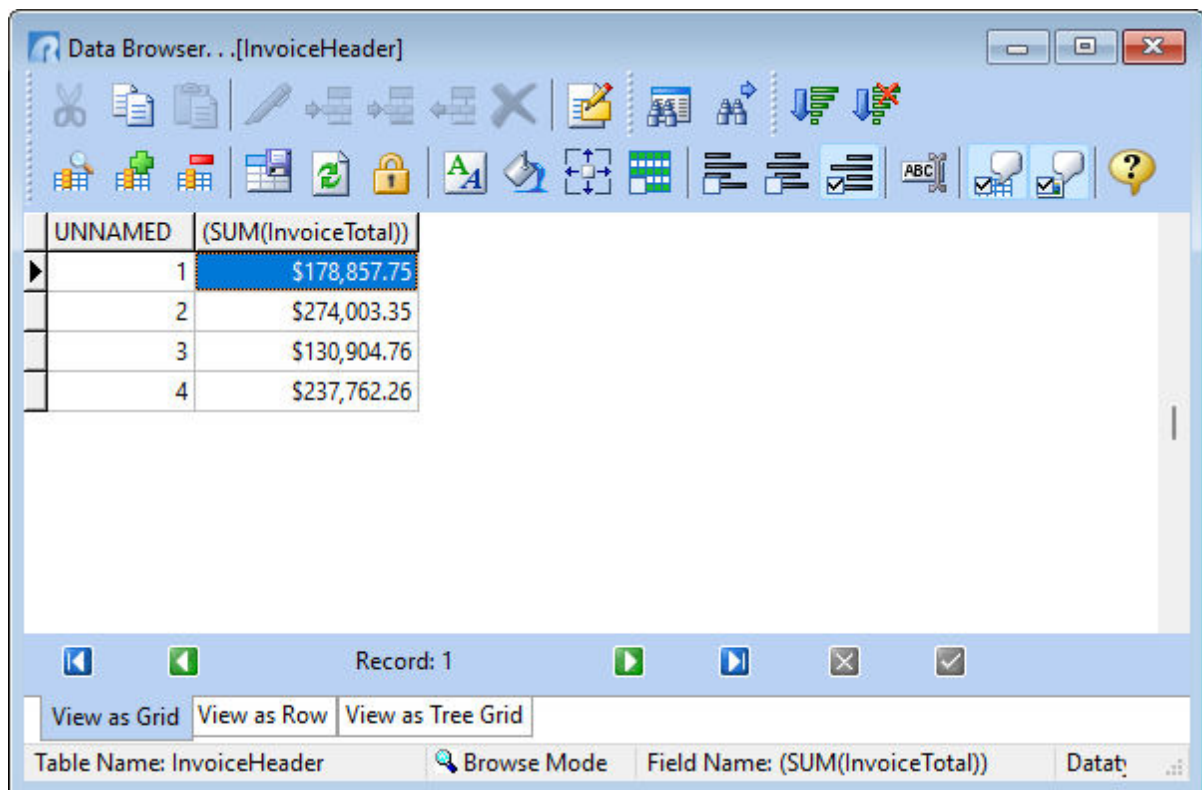 Data Browser. . .[InvoiceHeader]
A A ABC ?
UNNAMED (SUM(InvoiceTotal))
1 $178,857.75
2 $274,003.35
3 $130,904.76
4 $237,762.26
Record: 1
View as Grid View as Row View as Tree Grid
Table Name: InvoiceHeader Browse Mode Field Name: (SUM(InvoiceTotal)) Dataty